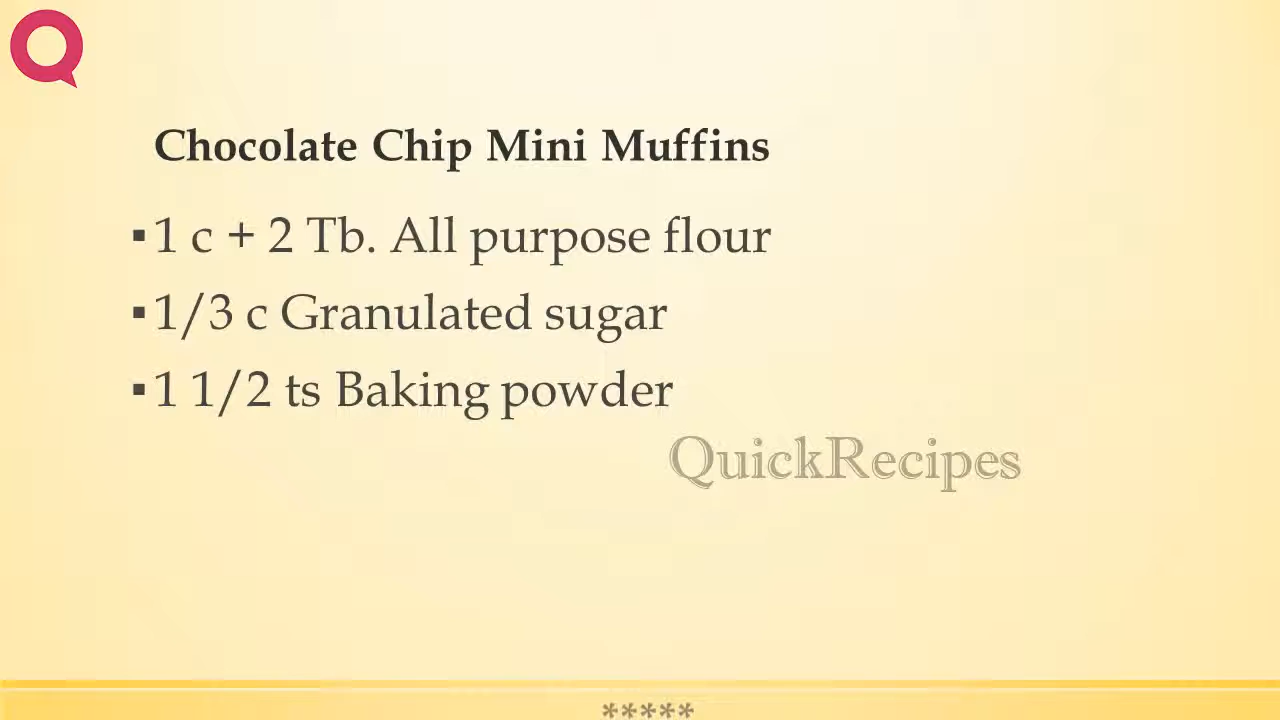 Chocolate Chip Mini Muffins
▪1 c + 2 Tb. All purpose flour
▪1/3 c Granulated sugar
▪1 1/2 ts Baking powder
QuickRecipes
*****